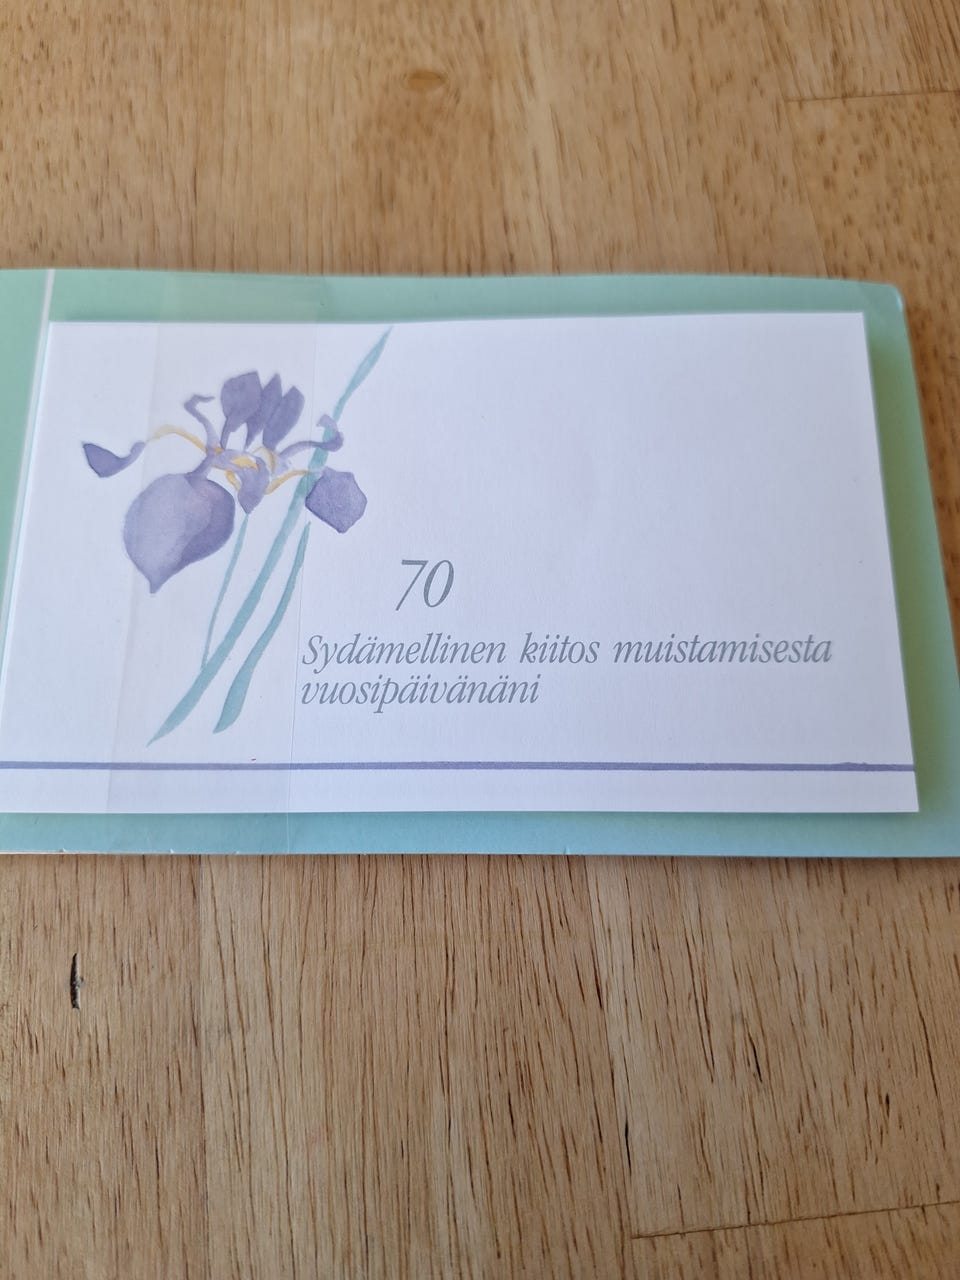 70
Sydämellinen kiitos muistamisesta
vuosipäivänäni